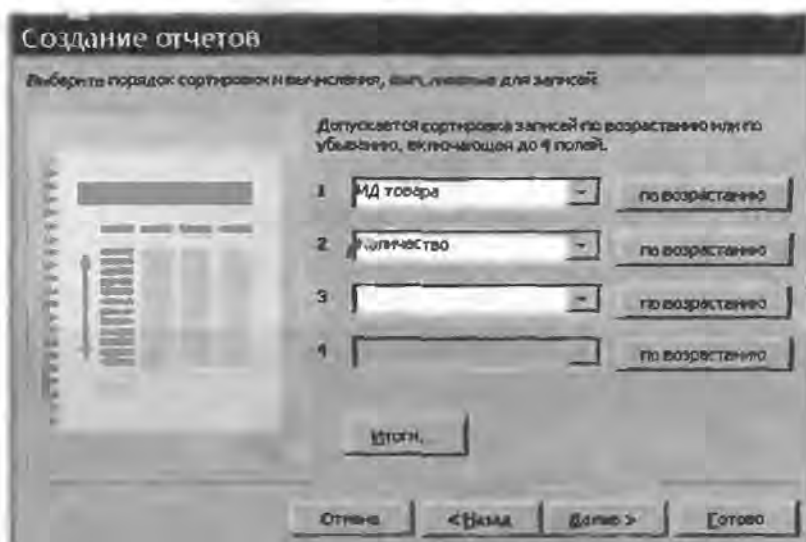 Создание отчетов
Выберите порядок сортировки и вычисления, выполняемые для записей.
Допускается сортировка записей по возрастанию или по
убыванию, включающая до 4 полей.
1 ИД товара по возрастанию
2 Количество по возрастанию
3 по возрастанию
4 по возрастанию
Итоги...
Отмена < Назад Далее > Готово